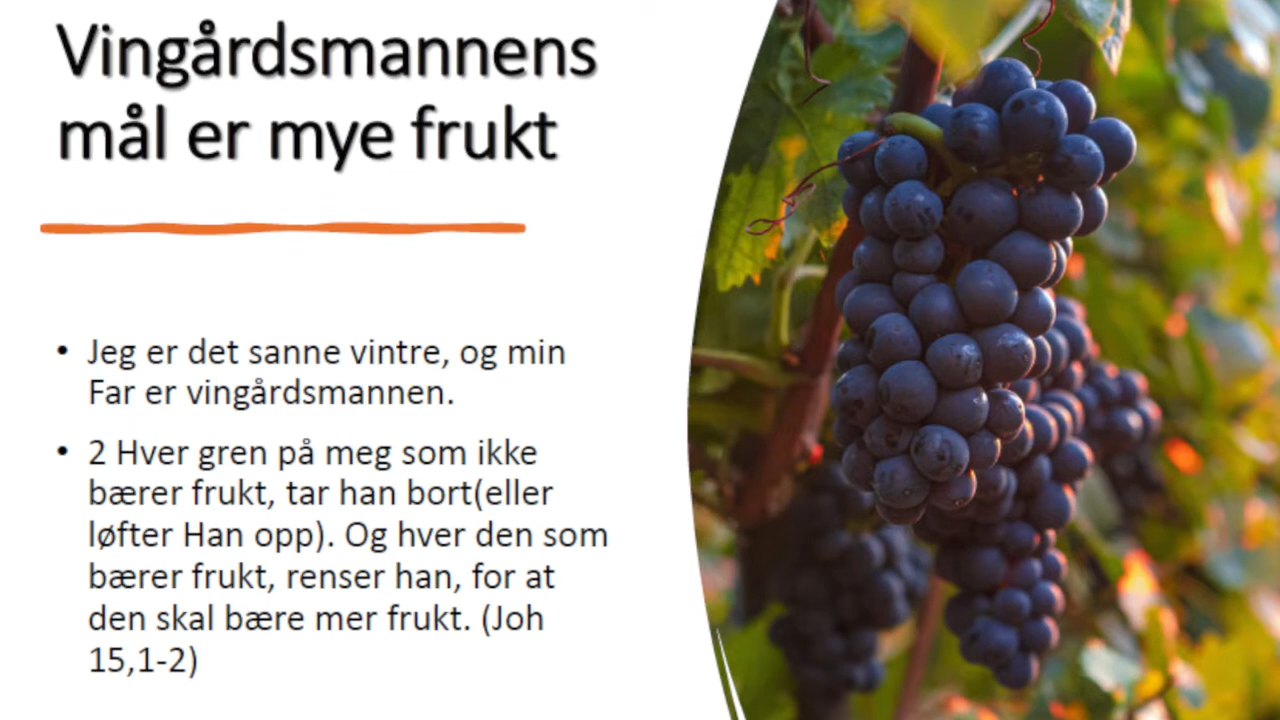 Vingårdsmannens
mål er mye frukt
• Jeg er det sanne vintre, og min
Far er vingårdsmannen.
• 2 Hver gren på meg som ikke
bærer frukt, tar han bort(eller
løfter Han opp). Og hver den som
bærer frukt, renser han, for at
den skal bære mer frukt. (Joh
15,1-2)